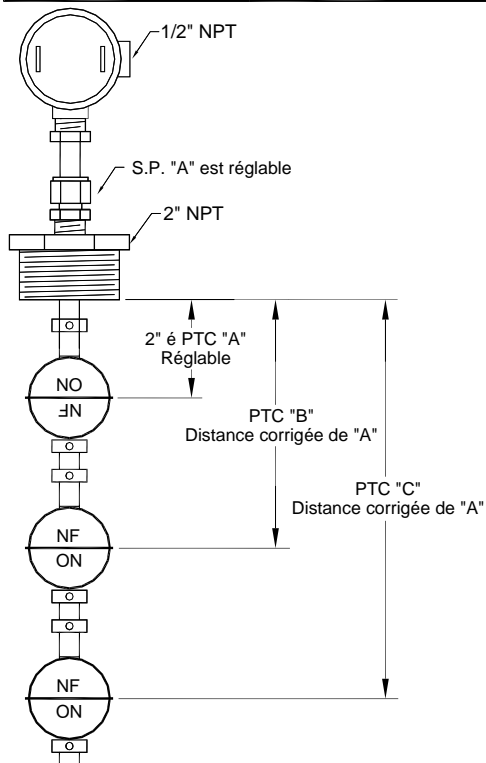 1/2" NPT
S.P. "A" est réglable
2" NPT
2" é PTC "A"
Réglable
NO
NF
PTC "B"
Distance corrigée de "A"
PTC "C"
Distance corrigée de "A"
NF
ON
NF
ON